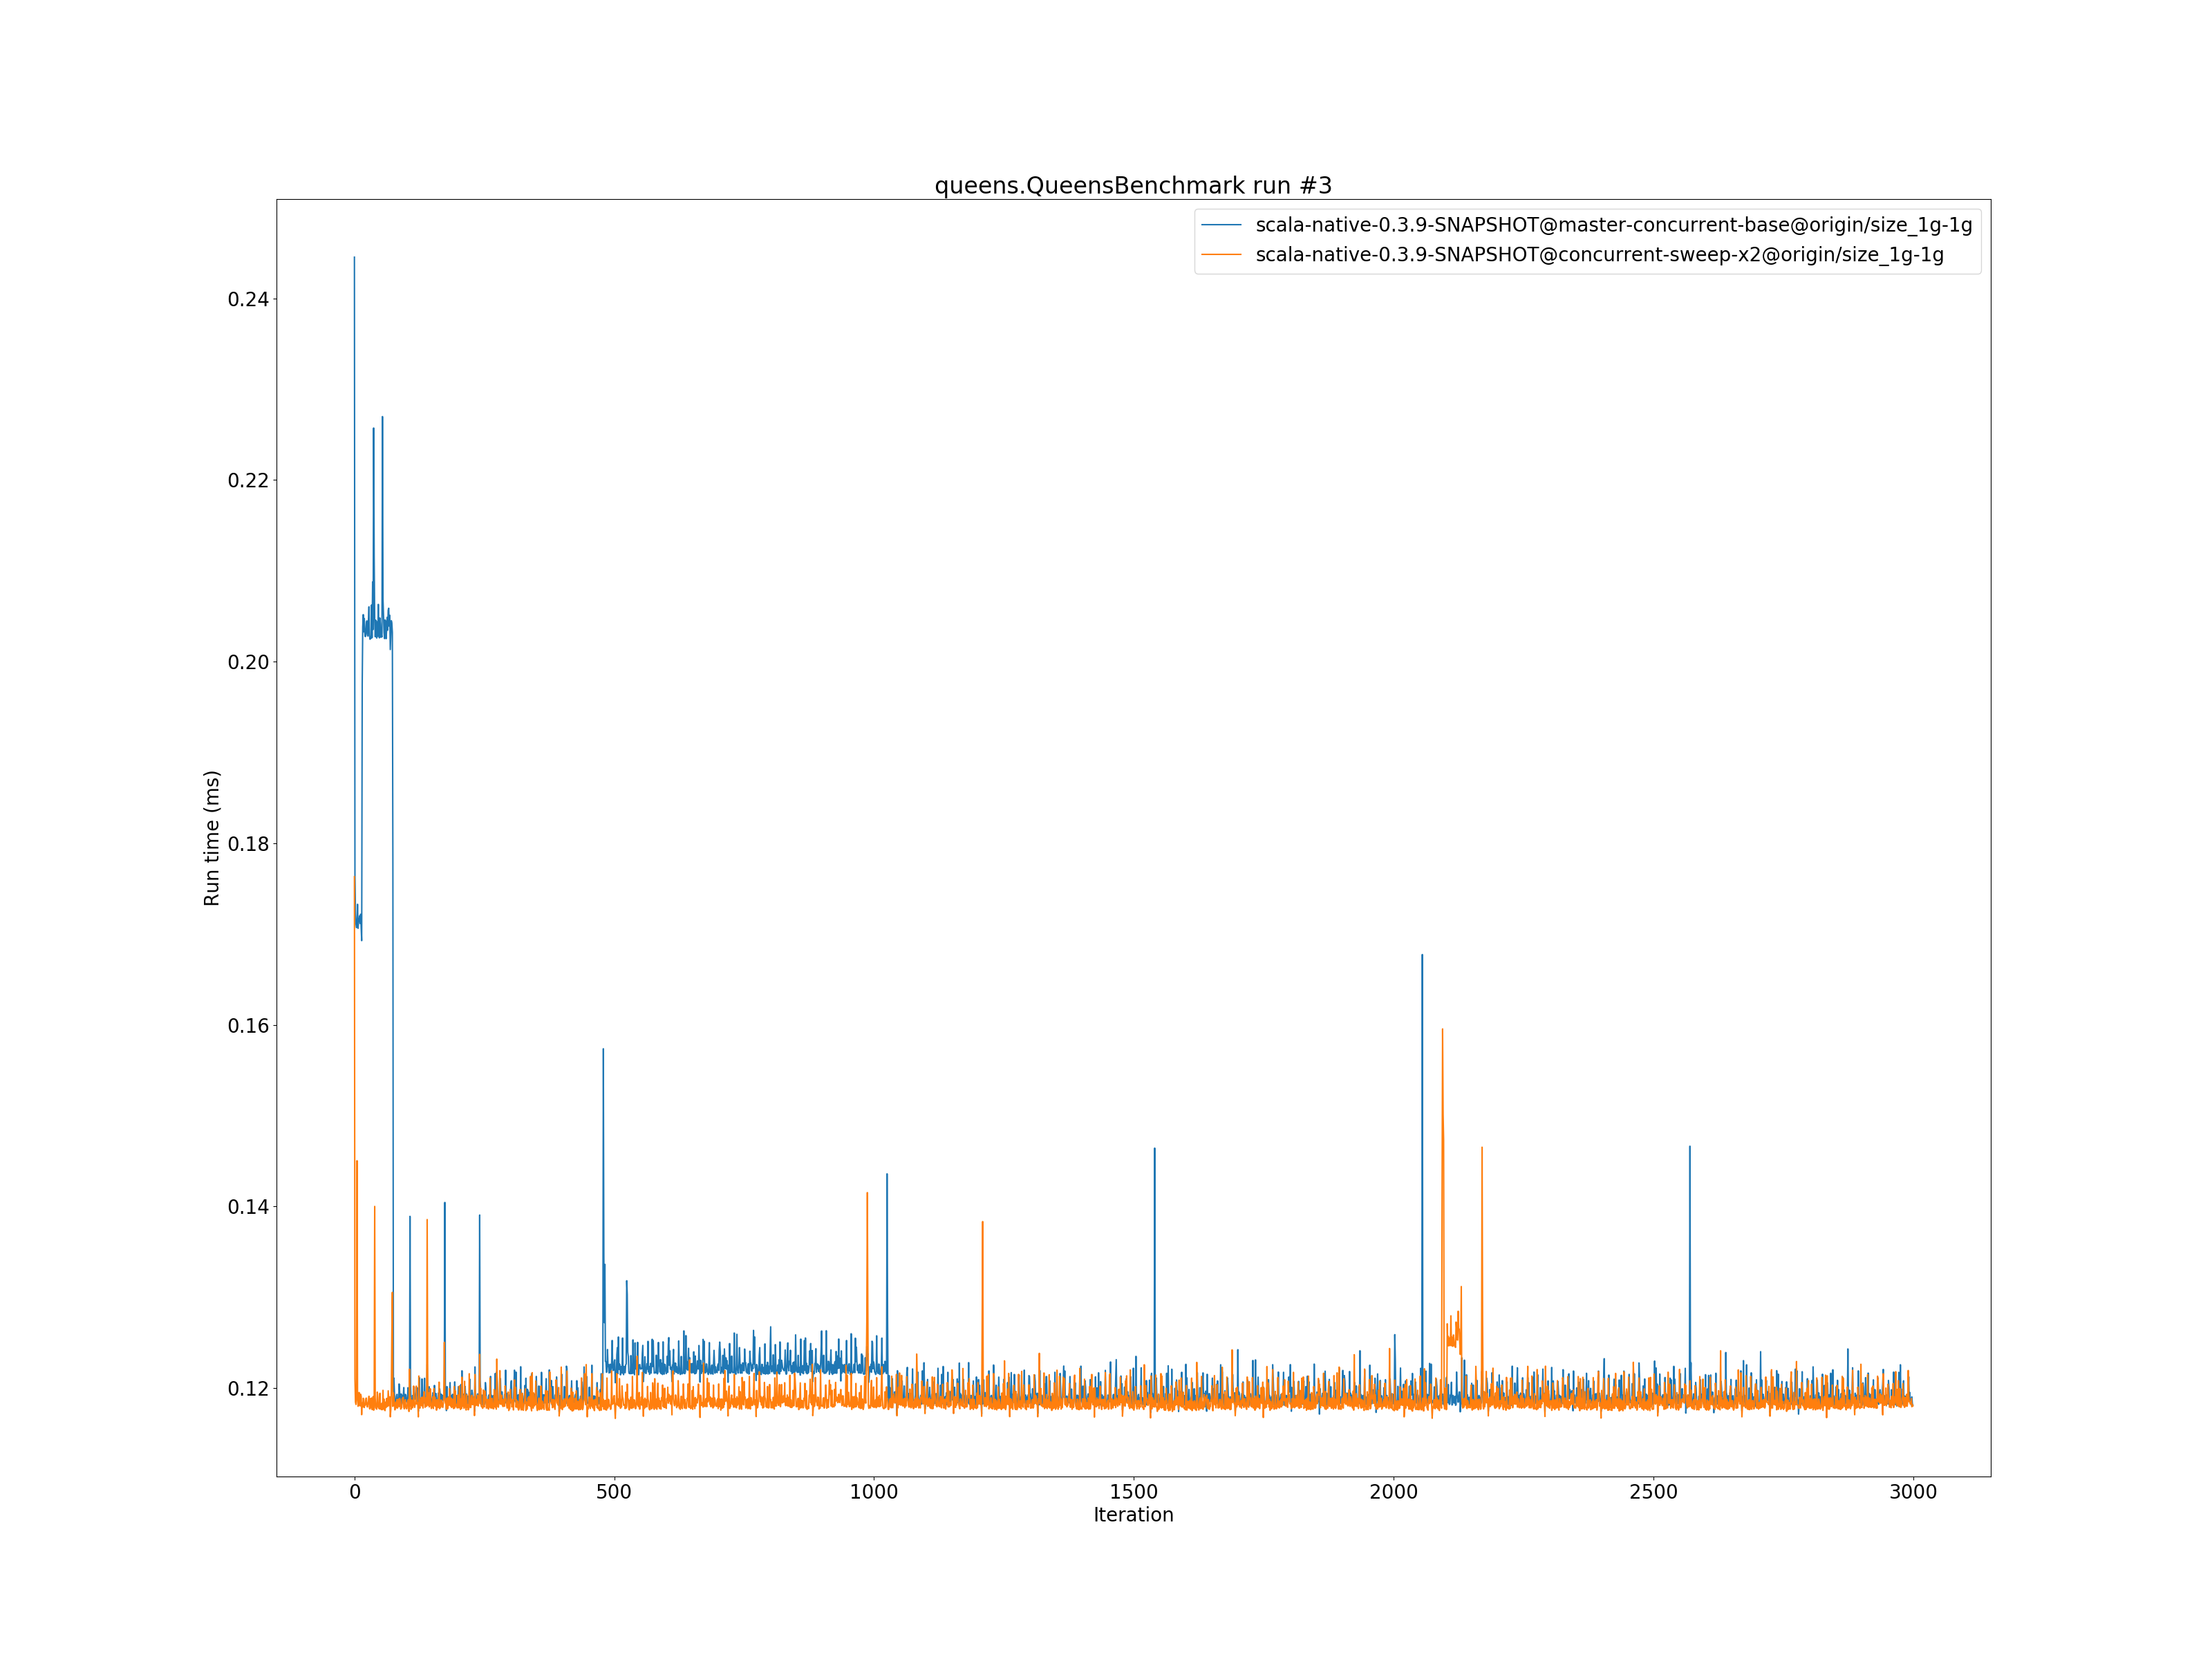 queens.QueensBenchmark run #3
scala-native-0.3.9-SNAPSHOT@master-concurrent-base@origin/size_1g-1g
scala-native-0.3.9-SNAPSHOT@concurrent-sweep-x2@origin/size_1g-1g
0.24
0.22
0.20
0.18
0.16
0.14
0.12
Run time (ms)
0 500 1000 1500 2000 2500 3000
Iteration